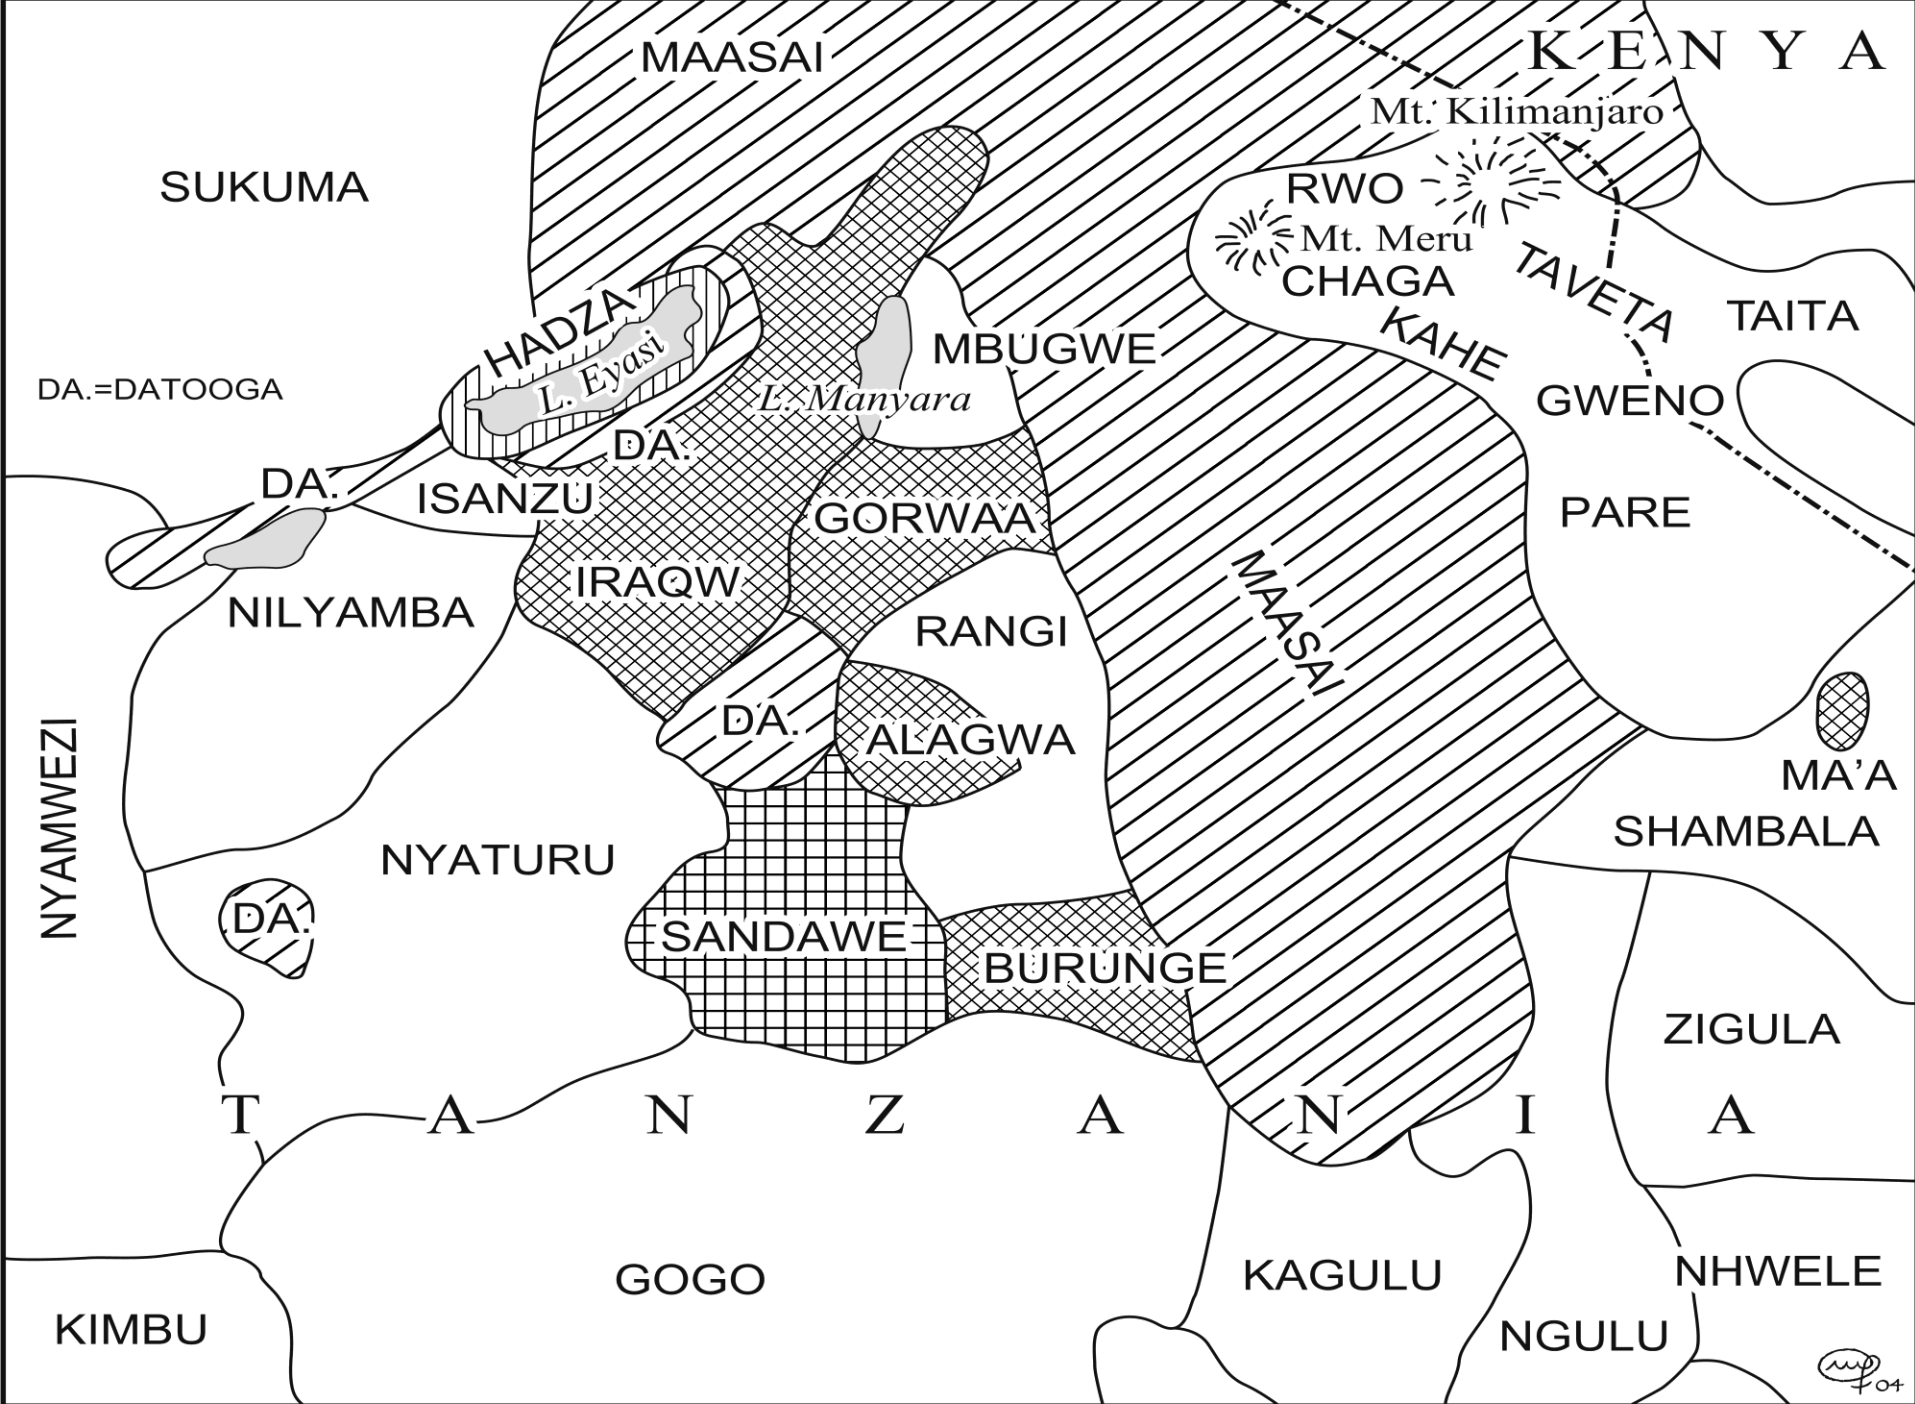 MAASAI
K E N Y A
Mt. Kilimanjaro
SUKUMA
RWO
Mt. Meru
CHAGA
TAVETA
TAITA
HADZA
L. Eyasi
KAHE
MBUGWE
DA.=DATOOGA
L. Manyara
GWENO
DA.
DA.
ISANZU
GORWAA
PARE
IRAQW
NILYAMBA
RANGI
MAASAI
DA.
ALAGWA
NYAMWEZI
MA'A
SHAMBALA
NYATURU
DA.
SANDAWE
BURUNGE
ZIGULA
T A N Z A N I A
GOGO
KAGULU
NHWELE
KIMBU
NGULU
04